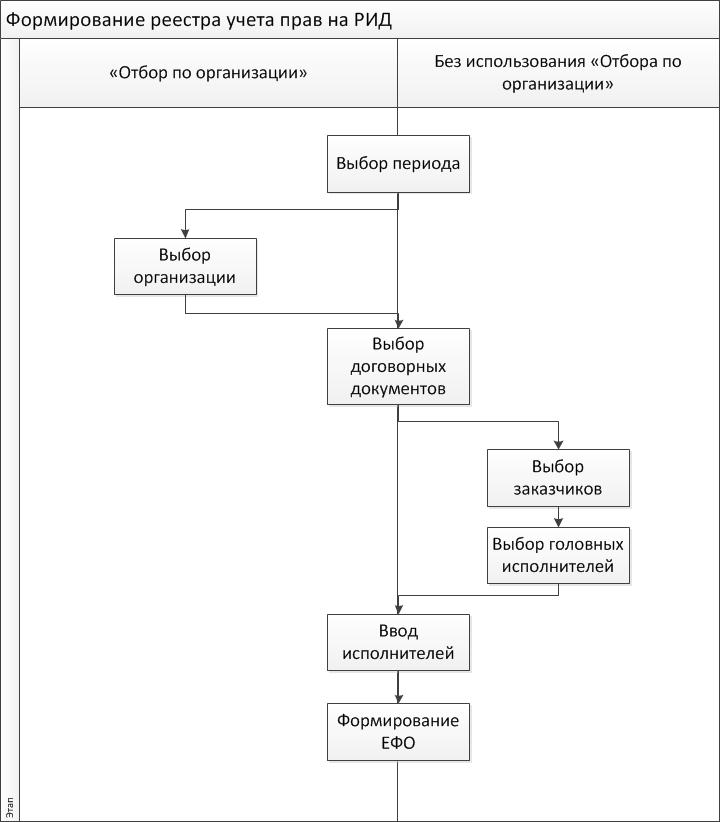 Формирование реестра учета прав на РИД
«Отбор по организации»
Без использования «Отбора по
организации»
Выбор периода
Выбор
организации
Выбор
договорных
документов
Выбор
заказчиков
Выбор головных
исполнителей
Ввод
исполнителей
Формирование
ЕФО
Этап